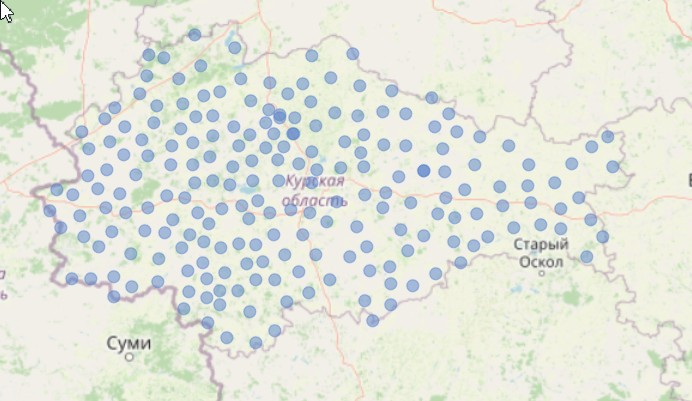 Курская
область
Старый
Оскол
Суми